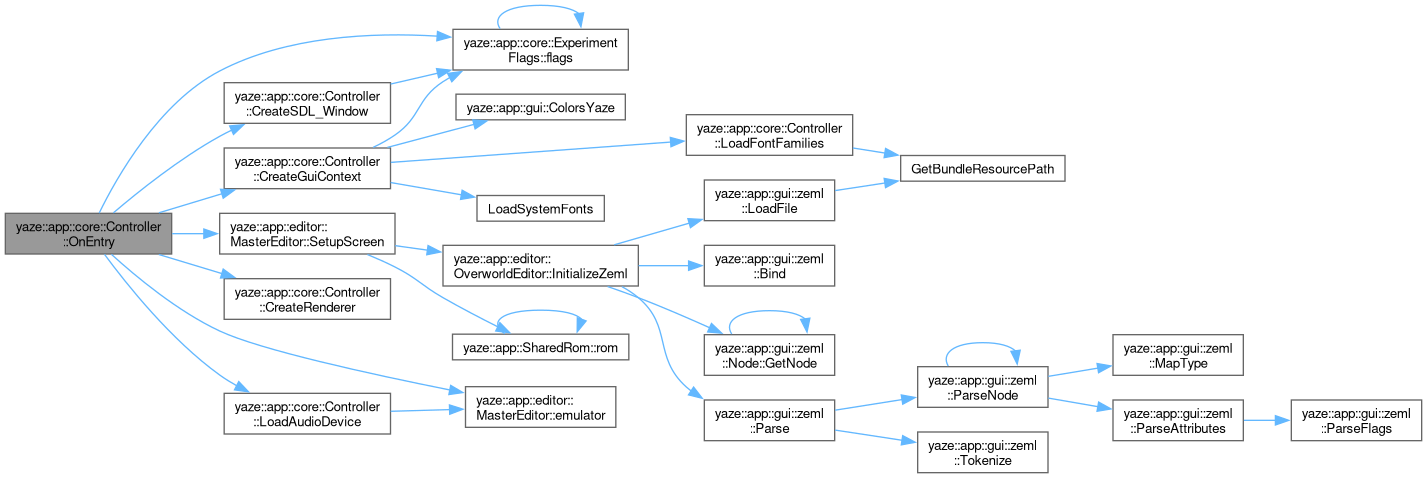 yaze::app::core::Controller
::OnEntry
yaze::app::core::Experiment
Flags::flags
yaze::app::core::Controller
::CreateSDL_Window
yaze::app::core::Controller
::CreateGuiContext
yaze::app::gui::ColorsYaze
yaze::app::core::Controller
::LoadFontFamilies
GetBundleResourcePath
LoadSystemFonts
yaze::app::editor::
MasterEditor::SetupScreen
yaze::app::editor::
OverworldEditor::InitializeZeml
yaze::app::gui::zeml
::LoadFile
yaze::app::gui::zeml
::Bind
yaze::app::gui::zeml
::Node::GetNode
yaze::app::gui::zeml
::Parse
yaze::app::gui::zeml
::ParseNode
yaze::app::gui::zeml
::MapType
yaze::app::gui::zeml
::ParseAttributes
yaze::app::gui::zeml
::ParseFlags
yaze::app::gui::zeml
::Tokenize
yaze::app::SharedRom::rom
yaze::app::core::Controller
::CreateRenderer
yaze::app::editor::
MasterEditor::emulator
yaze::app::core::Controller
::LoadAudioDevice